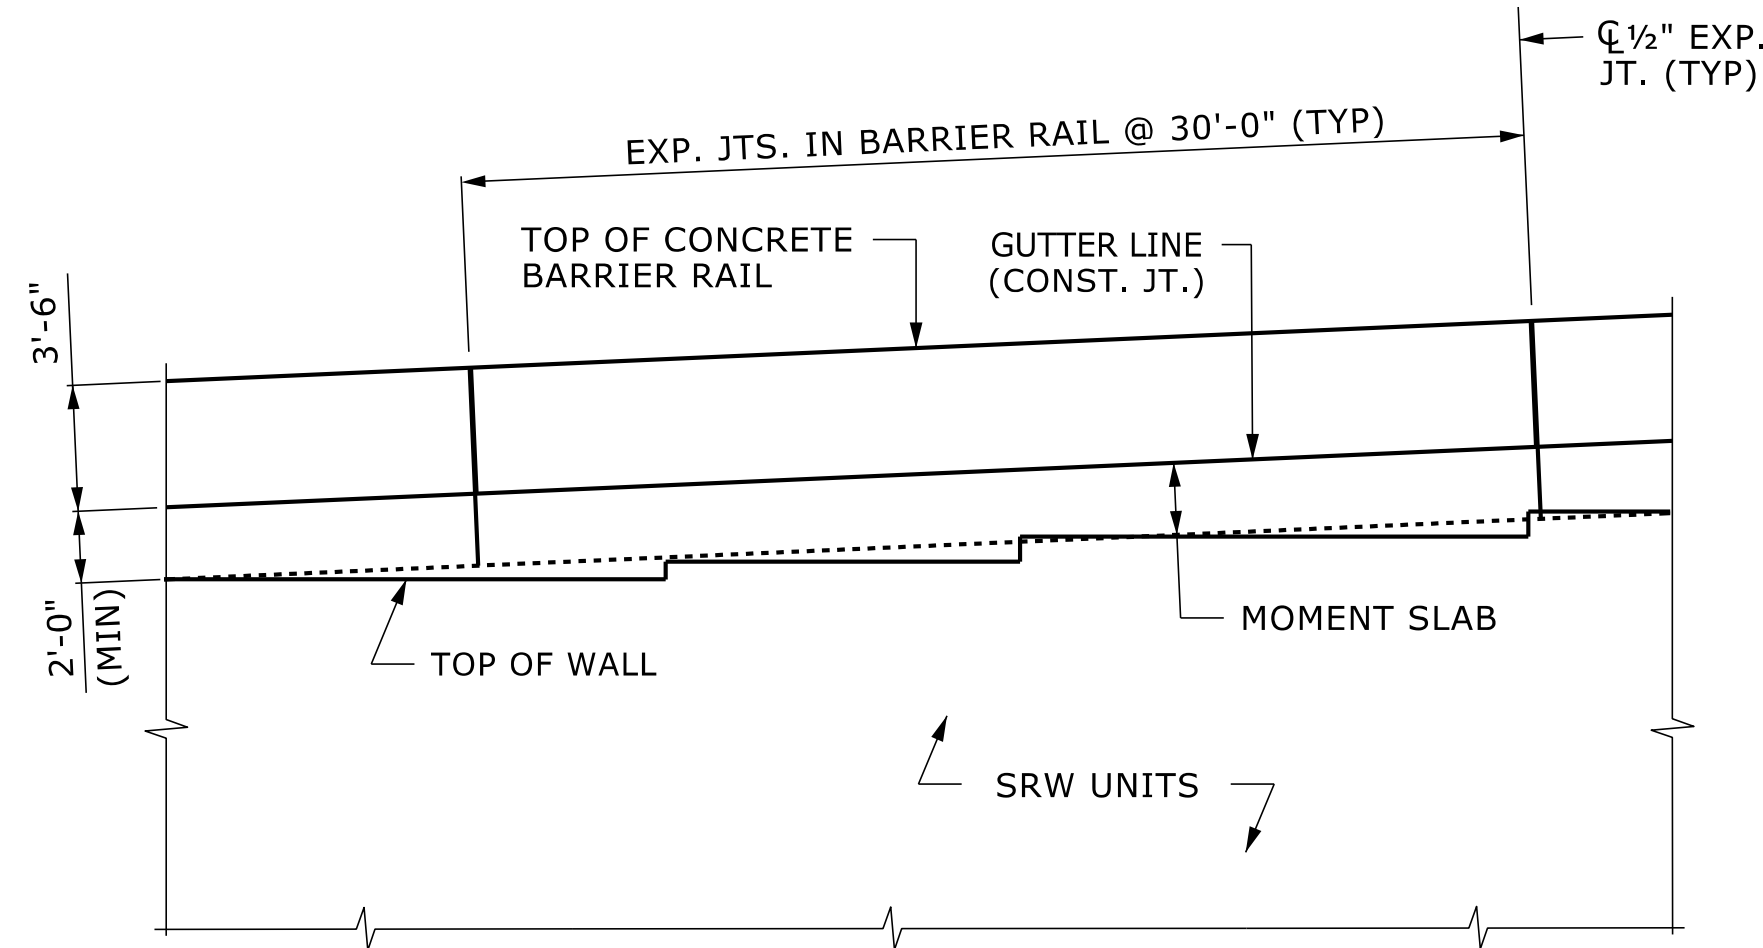 ℄ ½" EXP.
JT. (TYP)
EXP. JTS. IN BARRIER RAIL @ 30'-0" (TYP)
TOP OF CONCRETE
BARRIER RAIL
GUTTER LINE
(CONST. JT.)
3'-6"
2'-0"
(MIN)
MOMENT SLAB
TOP OF WALL
SRW UNITS